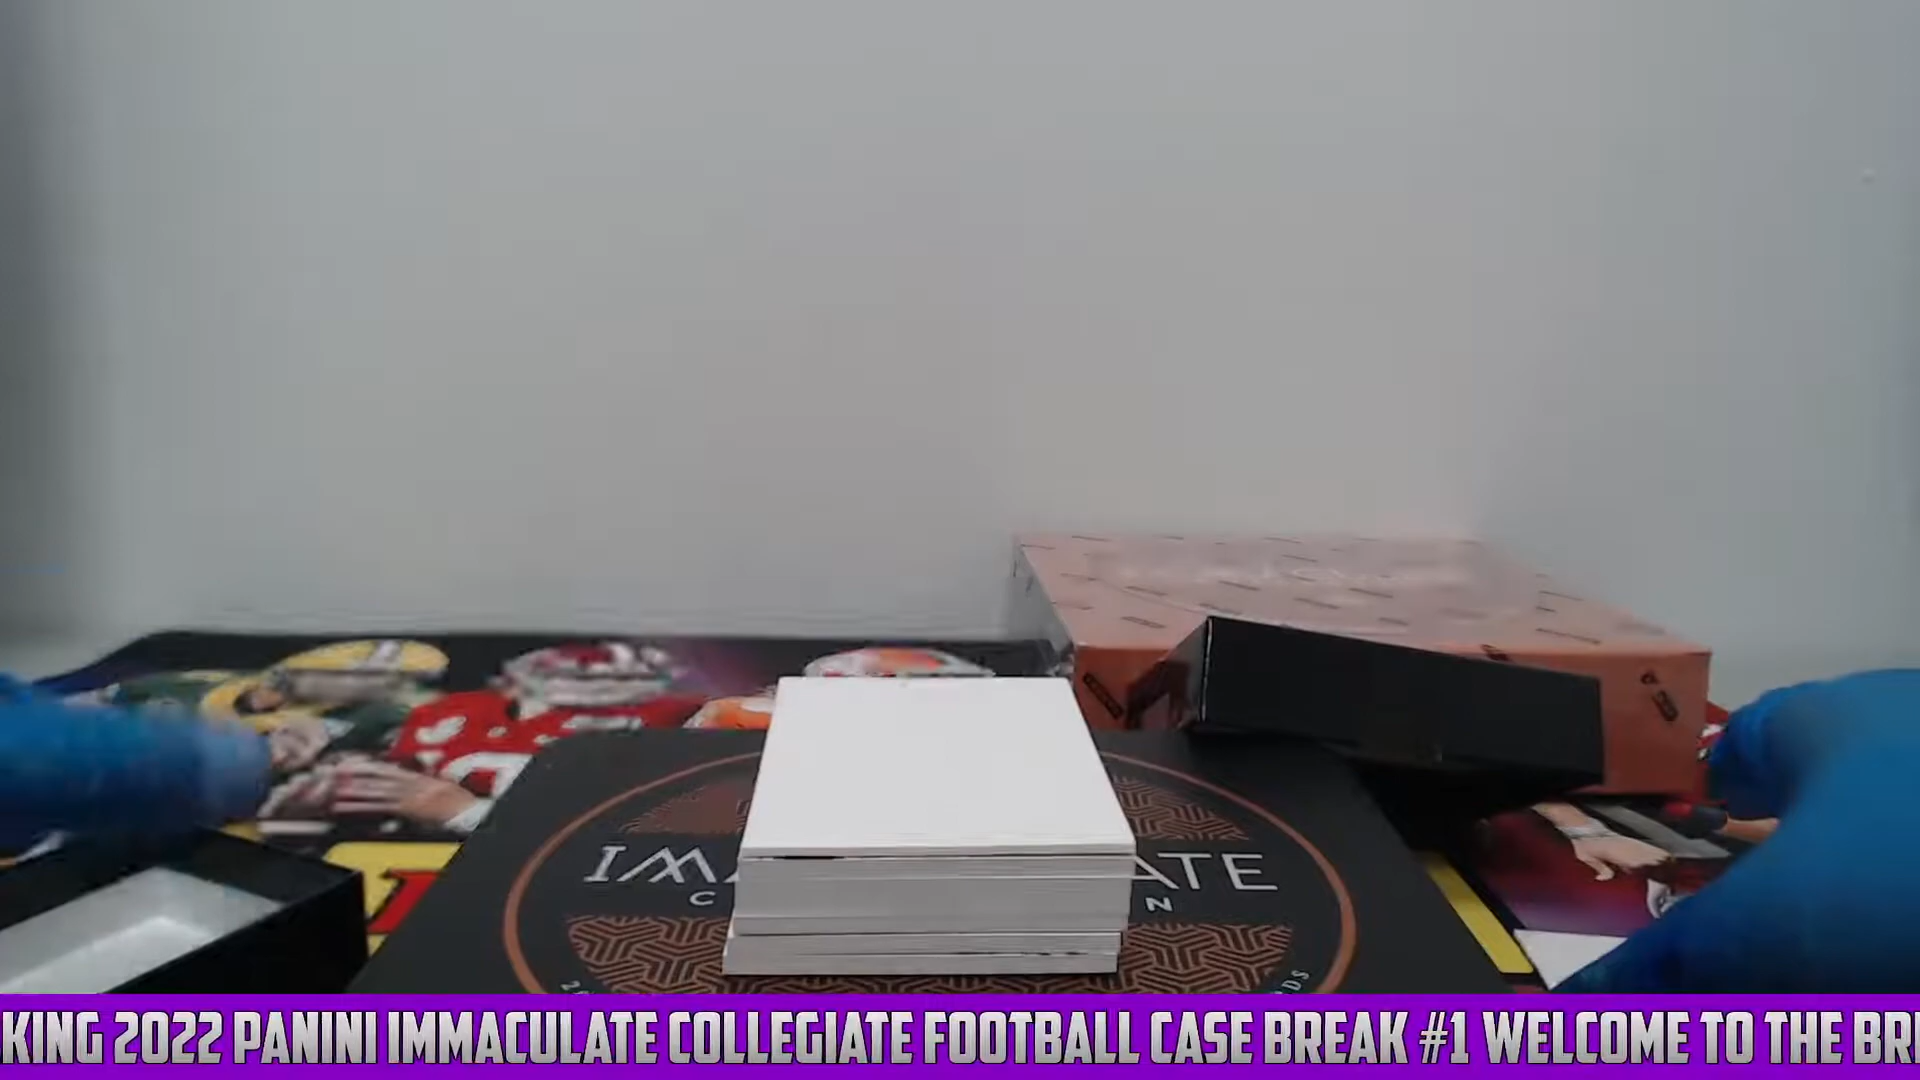 IMM ATE
C N
KING 2022 PANINI IMMACULATE COLLEGIATE FOOTBALL CASE BREAK #1 WELCOME TO THE BR